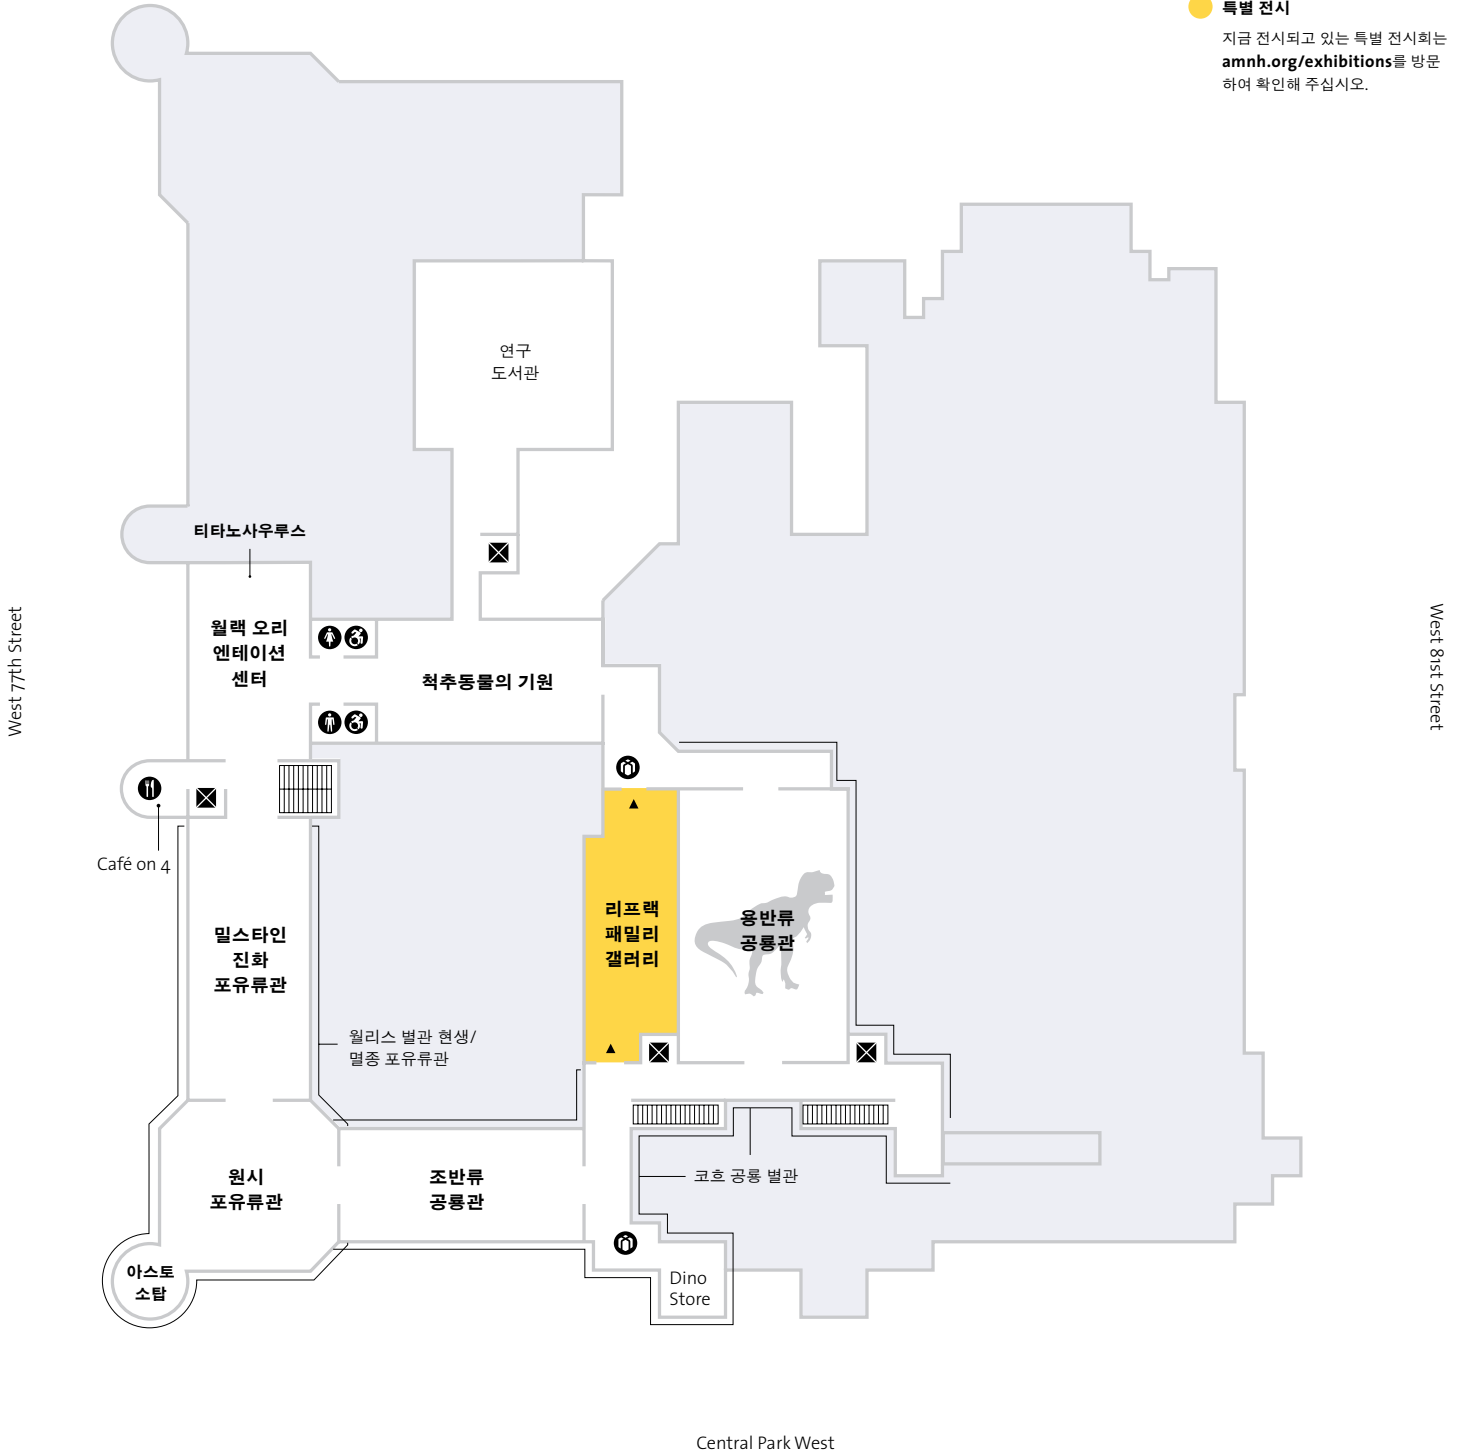 특별 전시
지금 전시되고 있는 특별 전시회는
amnh.org/exhibitions를 방문
하여 확인해 주십시오.
연구
도서관
티타노사우루스
월랙 오리
엔테이션
센터
척추동물의 기원
West 77th Street
West 81st Street
Café on 4
밀스타인
진화
포유류관
리프랙
패밀리
갤러리
용반류
공룡관
월리스 별관 현생/
멸종 포유류관
원시
포유류관
조반류
공룡관
코흐 공룡 별관
아스토
소탑
Dino
Store
Central Park West